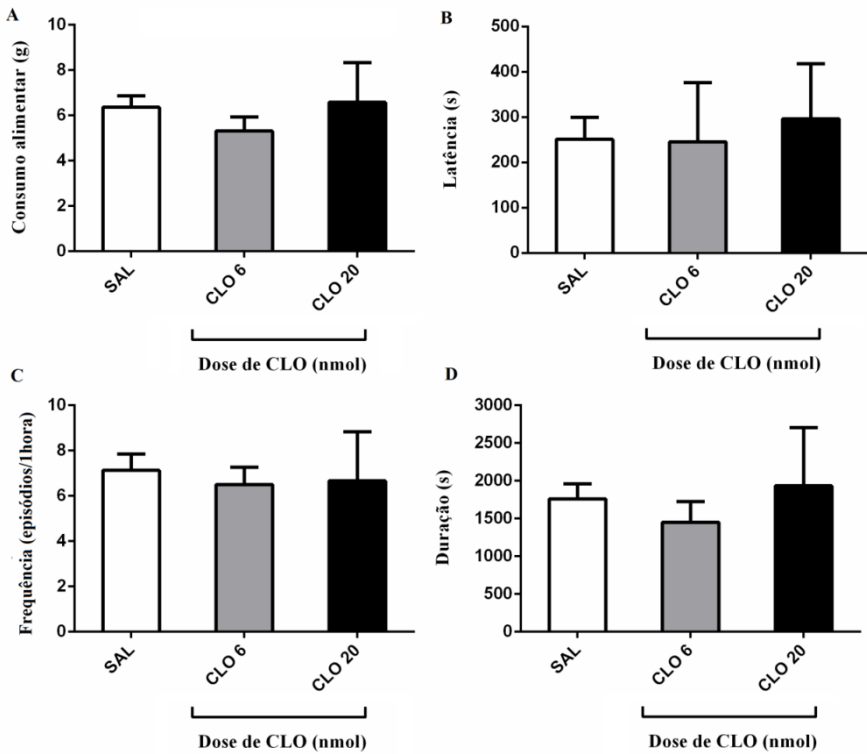 A
Consumo alimentar (g)
10
8
6
4
2
0
SAL
CLO 6
CLO 20
Dose de CLO (nmol)
B
Latência (s)
500
400
300
200
100
0
SAL
CLO 6
CLO 20
Dose de CLO (nmol)
C
Frequência (episódios/1hora)
10
8
6
4
2
0
SAL
CLO 6
CLO 20
Dose de CLO (nmol)
D
Duração (s)
3000
2500
2000
1500
1000
500
0
SAL
CLO 6
CLO 20
Dose de CLO (nmol)